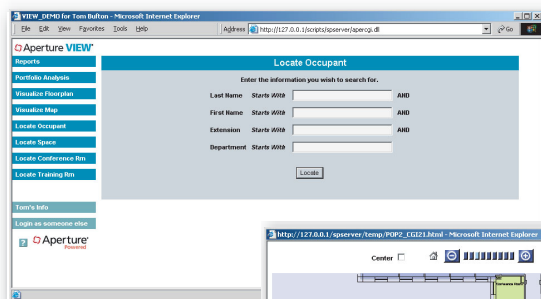 VIEW_DEMO for Tom Bufton - Microsoft Internet Explorer
File Edit View Favorites Tools Help
Address http://127.0.0.1/scripts/spserver/apercgi.dll
Go
Aperture VIEW
Reports
Portfolio Analysis
Visualize Floorplan
Visualize Map
Locate Occupant
Locate Space
Locate Conference Rm
Locate Training Rm
Tom's Info
Login as someone else
? Aperture
Powered
Locate Occupant
Enter the information you wish to search for.
Last Name Starts With AND
First Name Starts With AND
Extension Starts With AND
Department Starts With
Locate
http://127.0.0.1/spserver/temp/POP2_CGI21.html - Microsoft Internet Explorer
Center